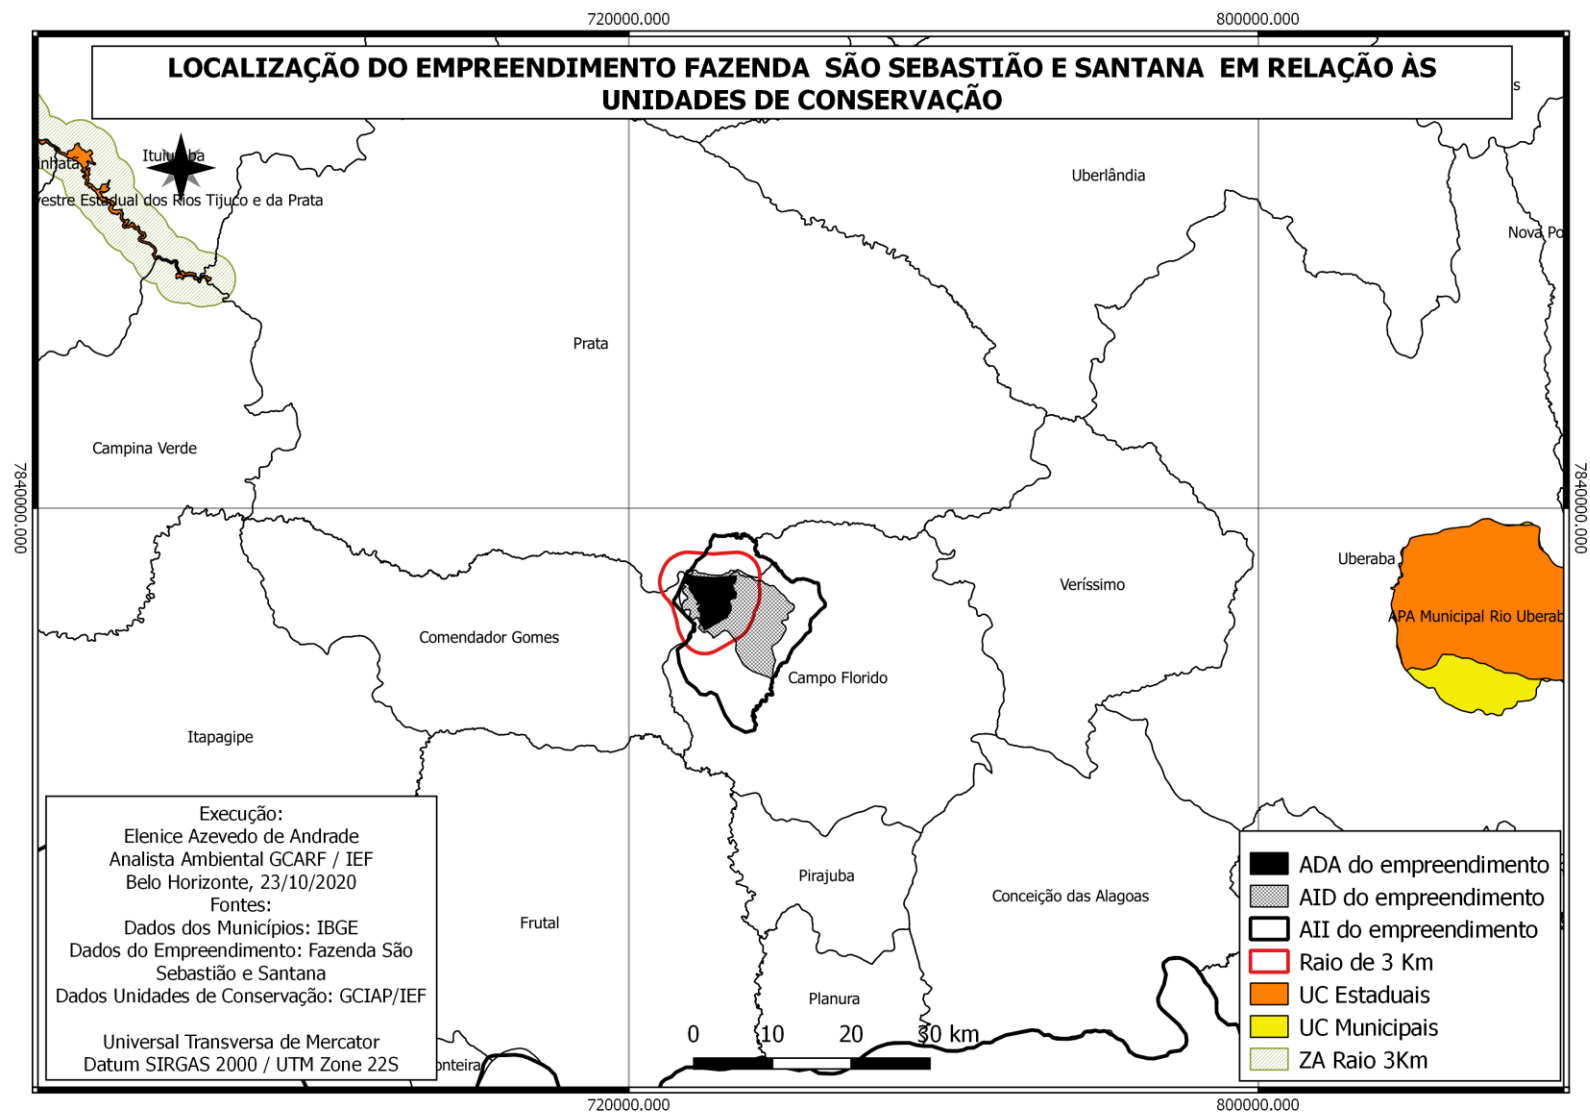 720000.000
800000.000
LOCALIZAÇÃO DO EMPREENDIMENTO FAZENDA SÃO SEBASTIÃO E SANTANA EM RELAÇÃO ÀS
UNIDADES DE CONSERVAÇÃO
s
inhatã
vestre Estadual dos Rios Tijuco e da Prata
Uberlândia
Nova Po
Prata
Campina Verde
7840000.000
7840000.000
Uberaba
Veríssimo
APA Municipal Rio Uberab
Comendador Gomes
Campo Florido
Itapagipe
Pirajuba
Conceição das Alagoas
Frutal
Planura
onteira
Execução:
Elenice Azevedo de Andrade
Analista Ambiental GCARF / IEF
Belo Horizonte, 23/10/2020
Fontes:
Dados dos Municípios: IBGE
Dados do Empreendimento: Fazenda São
Sebastião e Santana
Dados Unidades de Conservação: GCIAP/IEF
Universal Transversa de Mercator
Datum SIRGAS 2000 / UTM Zone 22S
0 10 20 30 km
ADA do empreendimento
AID do empreendimento
AII do empreendimento
Raio de 3 Km
UC Estaduais
UC Municipais
ZA Raio 3Km
720000.000
800000.000